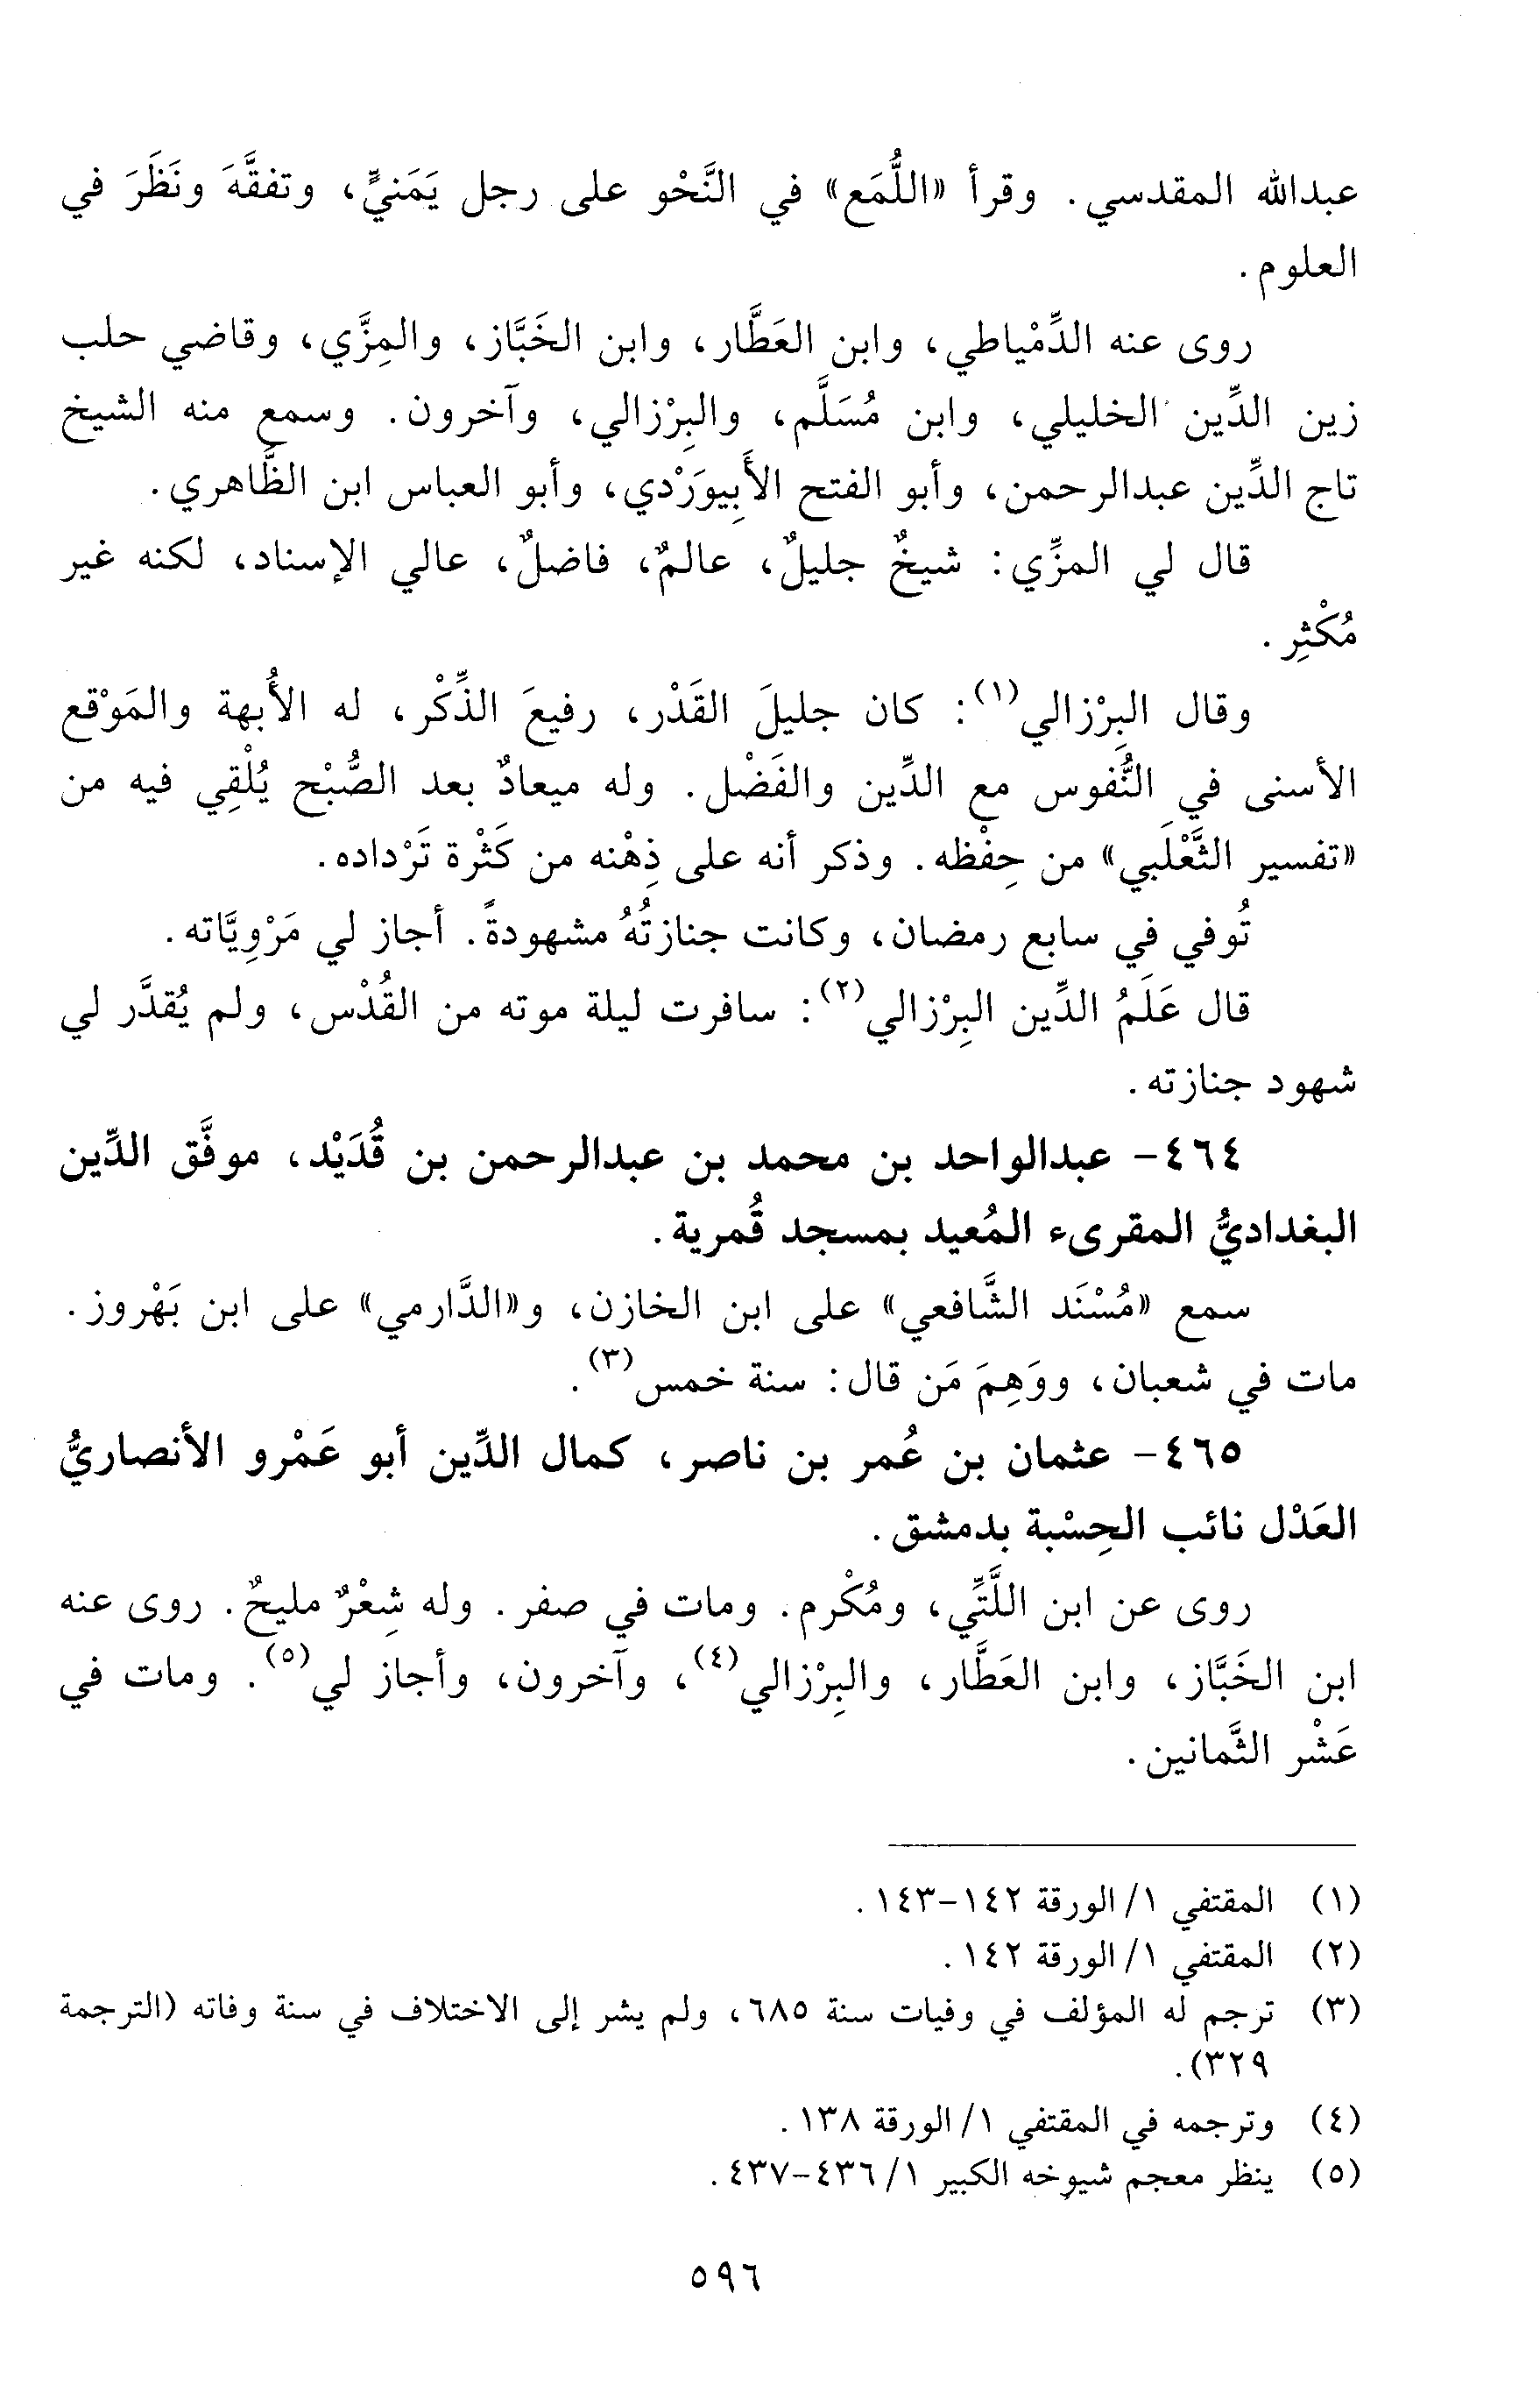 عبدالله المقدسي. وقرأ «اللُّمَع» في النَّحْو على رجل يَمَنيٍّ، وتفقَّهَ ونَظَرَ في
العلوم.
روى عنه الدِّمْياطي، وابن العَطَّار، وابن الخَبَّاز، والمِزَّي، وقاضي حلب
زين الدِّين الخليلي، وابن مُسَلَّم، والبِرْزالي، وآخرون. وسمع منه الشيخ
تاج الدِّين عبدالرحمن، وأبو الفتح الأَبِيوَرْدي، وأبو العباس ابن الظَّاهري.
قال لي المزِّي: شيخٌ جليلٌ، عالمٌ، فاضلٌ، عالي الإسناد، لكنه غير
مُكْثِر.
وقال البِرْزالي(١): كان جليلَ القَدْر، رفيعَ الذِّكْر، له الأُبهة والمَوْقع
الأسنى في النُّفوس مع الدِّين والفَضْل. وله ميعادٌ بعد الصُّبْح يُلْقِي فيه من
«تفسير الثَّعْلَبي» من حِفْظه. وذكر أنه على ذِهْنه من كَثْرة تَرْداده.
تُوفي في سابع رمضان، وكانت جنازتُهُ مشهودةً. أجاز لي مَرْوِيَّاته.
قال عَلَمُ الدِّين البِرْزالي(٢): سافرت ليلة موته من القُدْس، ولم يُقدَّر لي
شهود جنازته.
٤٦٤- عبدالواحد بن محمد بن عبدالرحمن بن قُدَيْد، موفَّق الدِّين
البغداديُّ المقرىء المُعيد بمسجد قُمرية.
سمع «مُسْنَد الشَّافعي» على ابن الخازن، و«الدَّارمي» على ابن بَهْروز.
مات في شعبان، ووَهِمَ مَن قال: سنة خمس(٣).
٤٦٥- عثمان بن عُمر بن ناصر، كمال الدِّين أبو عَمْرو الأنصاريُّ
العَدْل نائب الحِسْبة بدمشق.
روى عن ابن اللَّتِّي، ومُكْرم. ومات في صفر. وله شِعْرٌ مليحٌ. روى عنه
ابن الخَبَّاز، وابن العَطَّار، والبِرْزالي(٤)، وآخرون، وأجاز لي(٥). ومات في
عَشْر الثَّمانين.
(١) المقتفي ١/ الورقة ١٤٢-١٤٣.
(٢) المقتفي ١/ الورقة ١٤٢.
(٣) ترجم له المؤلف في وفيات سنة ٦٨٥، ولم يشر إلى الاختلاف في سنة وفاته (الترجمة
٣٢٩).
(٤) وترجمه في المقتفي ١/ الورقة ١٣٨.
(٥) ينظر معجم شيوخه الكبير ١/ ٤٣٦-٤٣٧.
٥٩٦